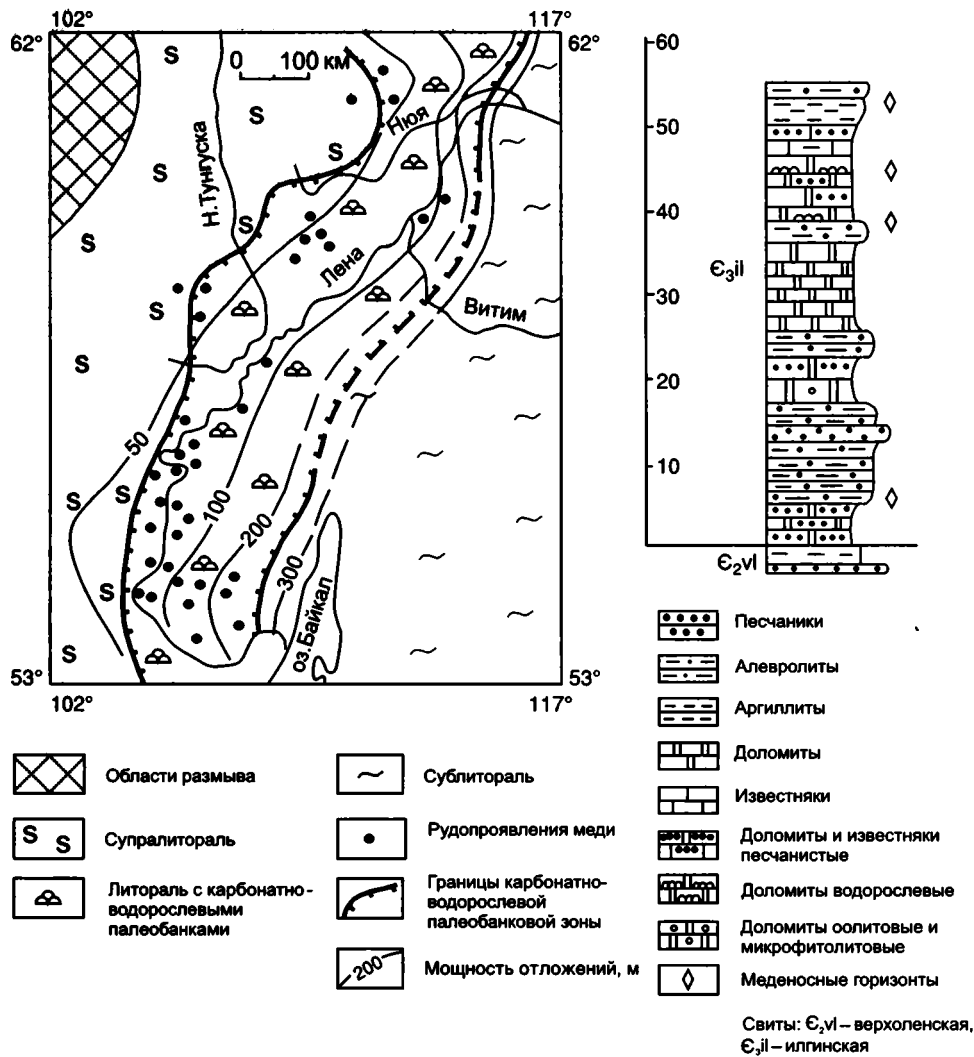 102°
117°
62°
62°
0 100 км
S
S
S
S
S
S
S
S
S
S
S
S
S
Н.Тунгуска
Нюя
Лена
Витим
50
100
200
300
оз.Байкал
53°
53°
102°
117°
60
50
40
30
20
10
Є₃il
Є₂vl
Области размыва
S S
Супралитораль
Литораль с карбонатно-
водорослевыми
палеобанками
Сублитораль
Рудопроявления меди
Границы карбонатно-
водорослевой
палеобанковой зоны
200
Мощность отложений, м
Песчаники
Алевролиты
Аргиллиты
Доломиты
Известняки
Доломиты и известняки
песчанистые
Доломиты водорослевые
Доломиты оолитовые и
микрофитолитовые
Меденосные горизонты
Свиты: Є₂vl – верхоленская,
Є₃il – илгинская